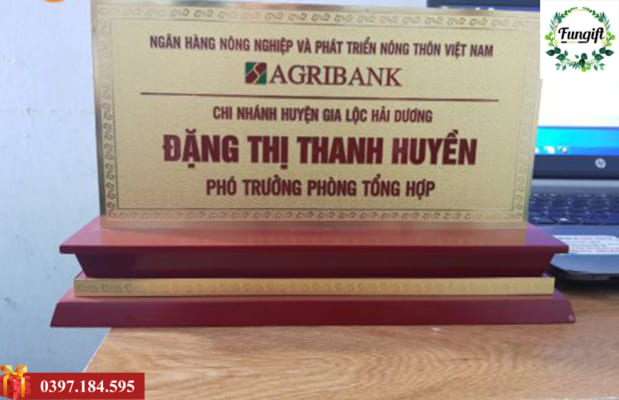 Fungift
NGÂN HÀNG NÔNG NGHIỆP VÀ PHÁT TRIỂN NÔNG THÔN VIỆT NAM
AGRIBANK
CHI NHÁNH HUYỆN GIA LỘC HẢI DƯƠNG
ĐẶNG THỊ THANH HUYỀN
PHÓ TRƯỞNG PHÒNG TỔNG HỢP
0397.184.595